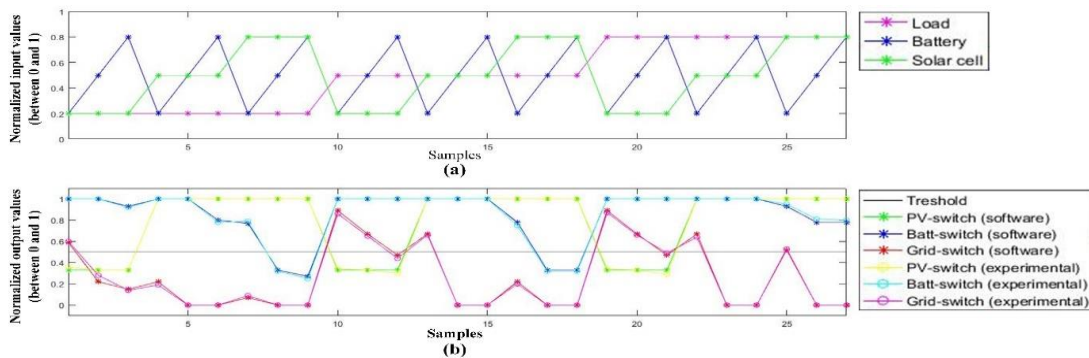 Normalized input values
(between 0 and 1)
1
0.8
0.6
0.4
0.2
0
5
10
15
20
25
Samples
(a)
Load
Battery
Solar cell
Normalized output values
(between 0 and 1)
1
0.8
0.6
0.4
0.2
0
5
10
15
20
25
Samples
(b)
Treshold
PV-switch (software)
Batt-switch (software)
Grid-switch (software)
PV-switch (experimental)
Batt-switch (experimental)
Grid-switch (experimental)